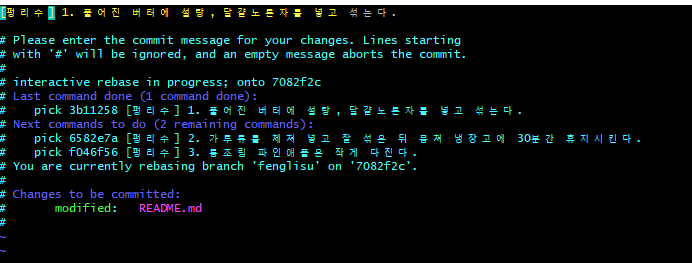 [펑리수] 1. 풀어진 버터에 설탕, 달걀노른자를 넣고 섞는다.
# Please enter the commit message for your changes. Lines starting
# with '#' will be ignored, and an empty message aborts the commit.
#
# interactive rebase in progress; onto 7082f2c
# Last command done (1 command done):
#    pick 3b11258 [펑리수] 1. 풀어진 버터에 설탕, 달걀노른자를 넣고 섞는다.
# Next commands to do (2 remaining commands):
#    pick 6582e7a [펑리수] 2. 가루류를 체쳐 넣고 잘 섞은 뒤 뭉쳐 냉장고에 30분간 휴지시킨다.
#    pick f046f56 [펑리수] 3. 통조림 파인애플은 작게 다진다.
# You are currently rebasing branch 'fenglisu' on '7082f2c'.
#
# Changes to be committed:
#       modified:   README.md
#
~
~